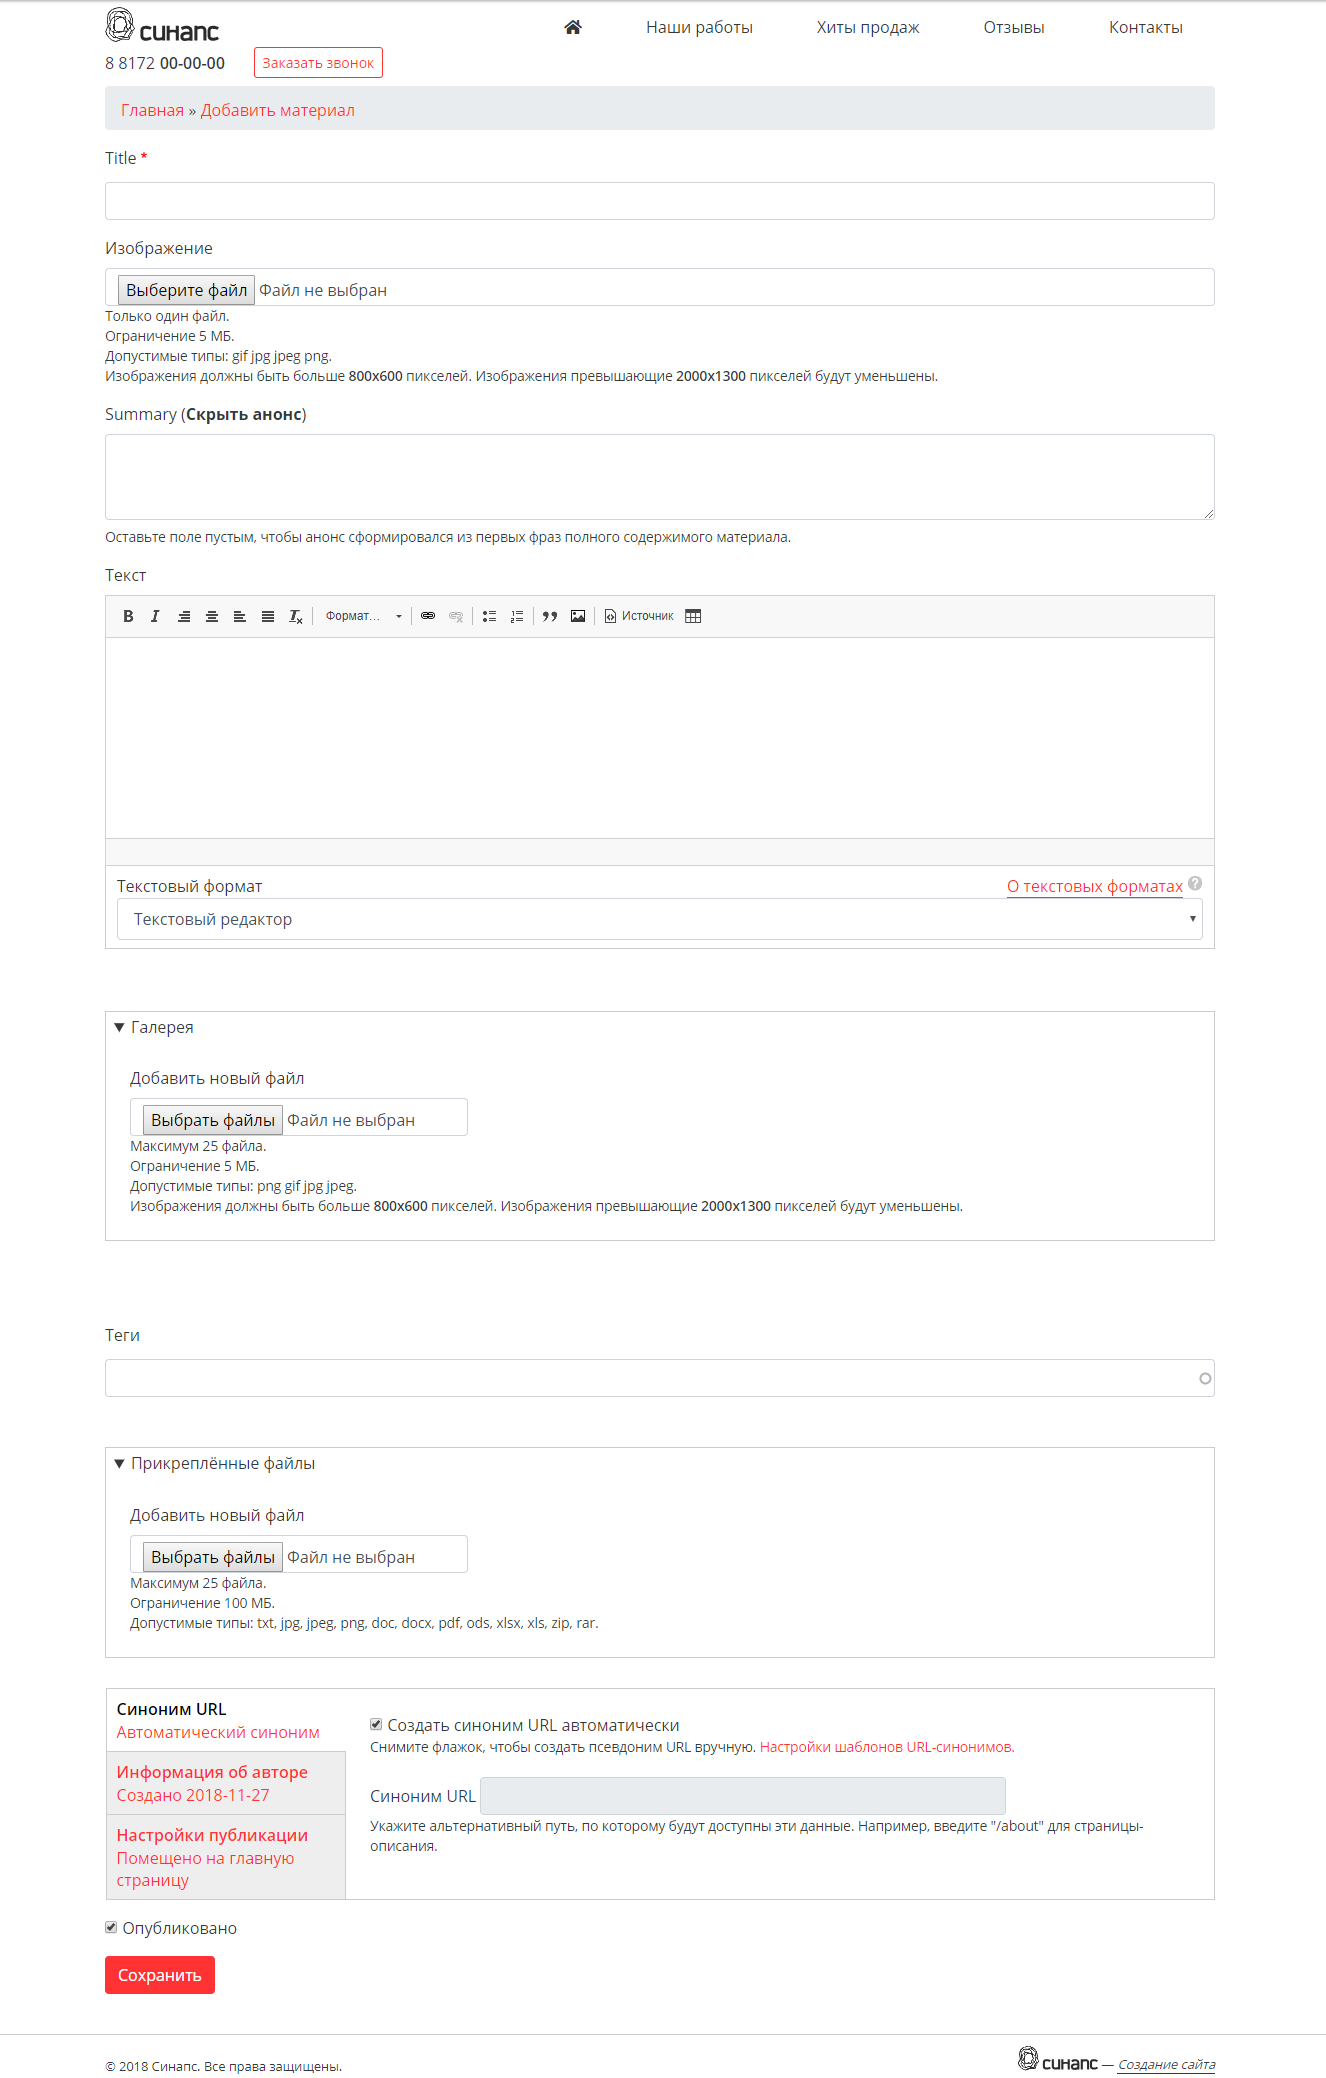 синапс
Наши работы
Хиты продаж
Отзывы
Контакты
8 8172 00-00-00
Заказать звонок
Главная » Добавить материал
Title *
Изображение
Выберите файл Файл не выбран
Только один файл.
Ограничение 5 МБ.
Допустимые типы: gif jpg jpeg png.
Изображения должны быть больше 800x600 пикселей. Изображения превышающие 2000x1300 пикселей будут уменьшены.
Summary (Скрыть анонс)
Оставьте поле пустым, чтобы анонс сформировался из первых фраз полного содержимого материала.
Текст
Формат...
Источник
Текстовый формат
О текстовых форматах
Текстовый редактор
Галерея
Добавить новый файл
Выбрать файлы Файл не выбран
Максимум 25 файла.
Ограничение 5 МБ.
Допустимые типы: png gif jpg jpeg.
Изображения должны быть больше 800x600 пикселей. Изображения превышающие 2000x1300 пикселей будут уменьшены.
Теги
Прикреплённые файлы
Добавить новый файл
Выбрать файлы Файл не выбран
Максимум 25 файла.
Ограничение 100 МБ.
Допустимые типы: txt, jpg, jpeg, png, doc, docx, pdf, ods, xlsx, xls, zip, rar.
Синоним URL
Автоматический синоним
Информация об авторе
Создано 2018-11-27
Настройки публикации
Помещено на главную
страницу
Создать синоним URL автоматически
Снимите флажок, чтобы создать псевдоним URL вручную. Настройки шаблонов URL-синонимов.
Синоним URL
Укажите альтернативный путь, по которому будут доступны эти данные. Например, введите "/about" для страницы-
описания.
Опубликовано
Сохранить
© 2018 Синапс. Все права защищены.
синапс — Создание сайта